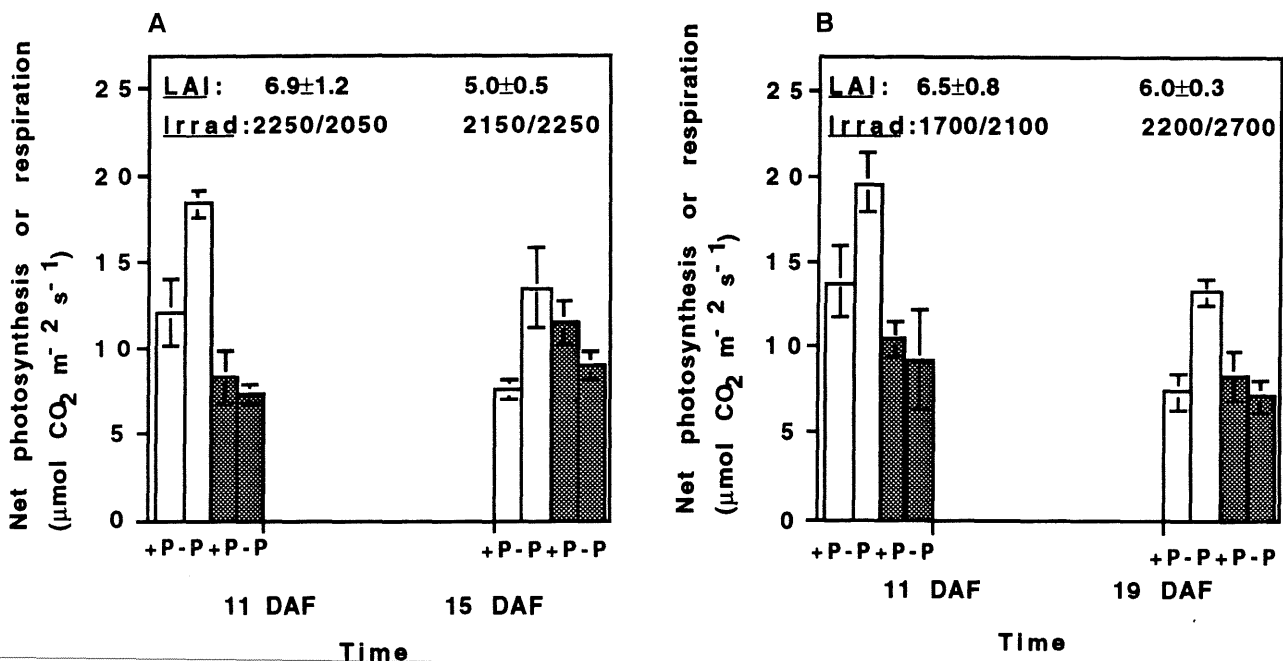 A
Net photosynthesis or respiration
(μmol CO2 m-2 s-1)
25
20
15
10
5
0
LAI: 6.9±1.2 5.0±0.5
Irrad:2250/2050 2150/2250
+P-P+P-P +P-P+P-P
11 DAF 15 DAF
Time
B
Net photosynthesis or respiration
(μmol CO2 m-2 s-1)
25
20
15
10
5
0
LAI: 6.5±0.8 6.0±0.3
Irrad:1700/2100 2200/2700
+P-P+P-P +P-P+P-P
11 DAF 19 DAF
Time